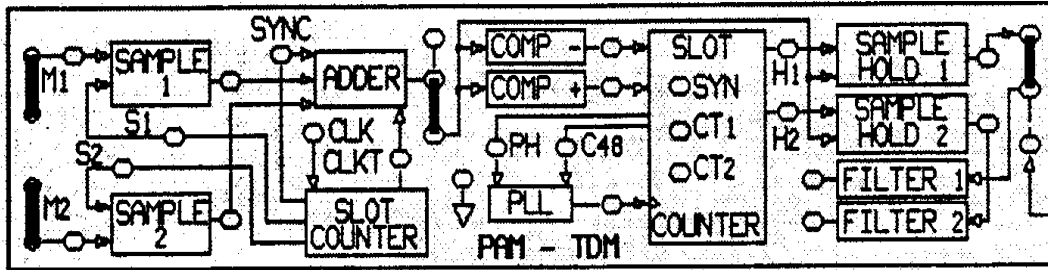 SYNC
M1
SAMPLE
1
S1
S2
M2
SAMPLE
2
ADDER
CLK
CLKT
SLOT
COUNTER
COMP -
COMP +
PH
C48
PLL
PAM - TDM
SLOT
SYN
CT1
CT2
COUNTER
H1
H2
SAMPLE
HOLD 1
SAMPLE
HOLD 2
FILTER 1
FILTER 2